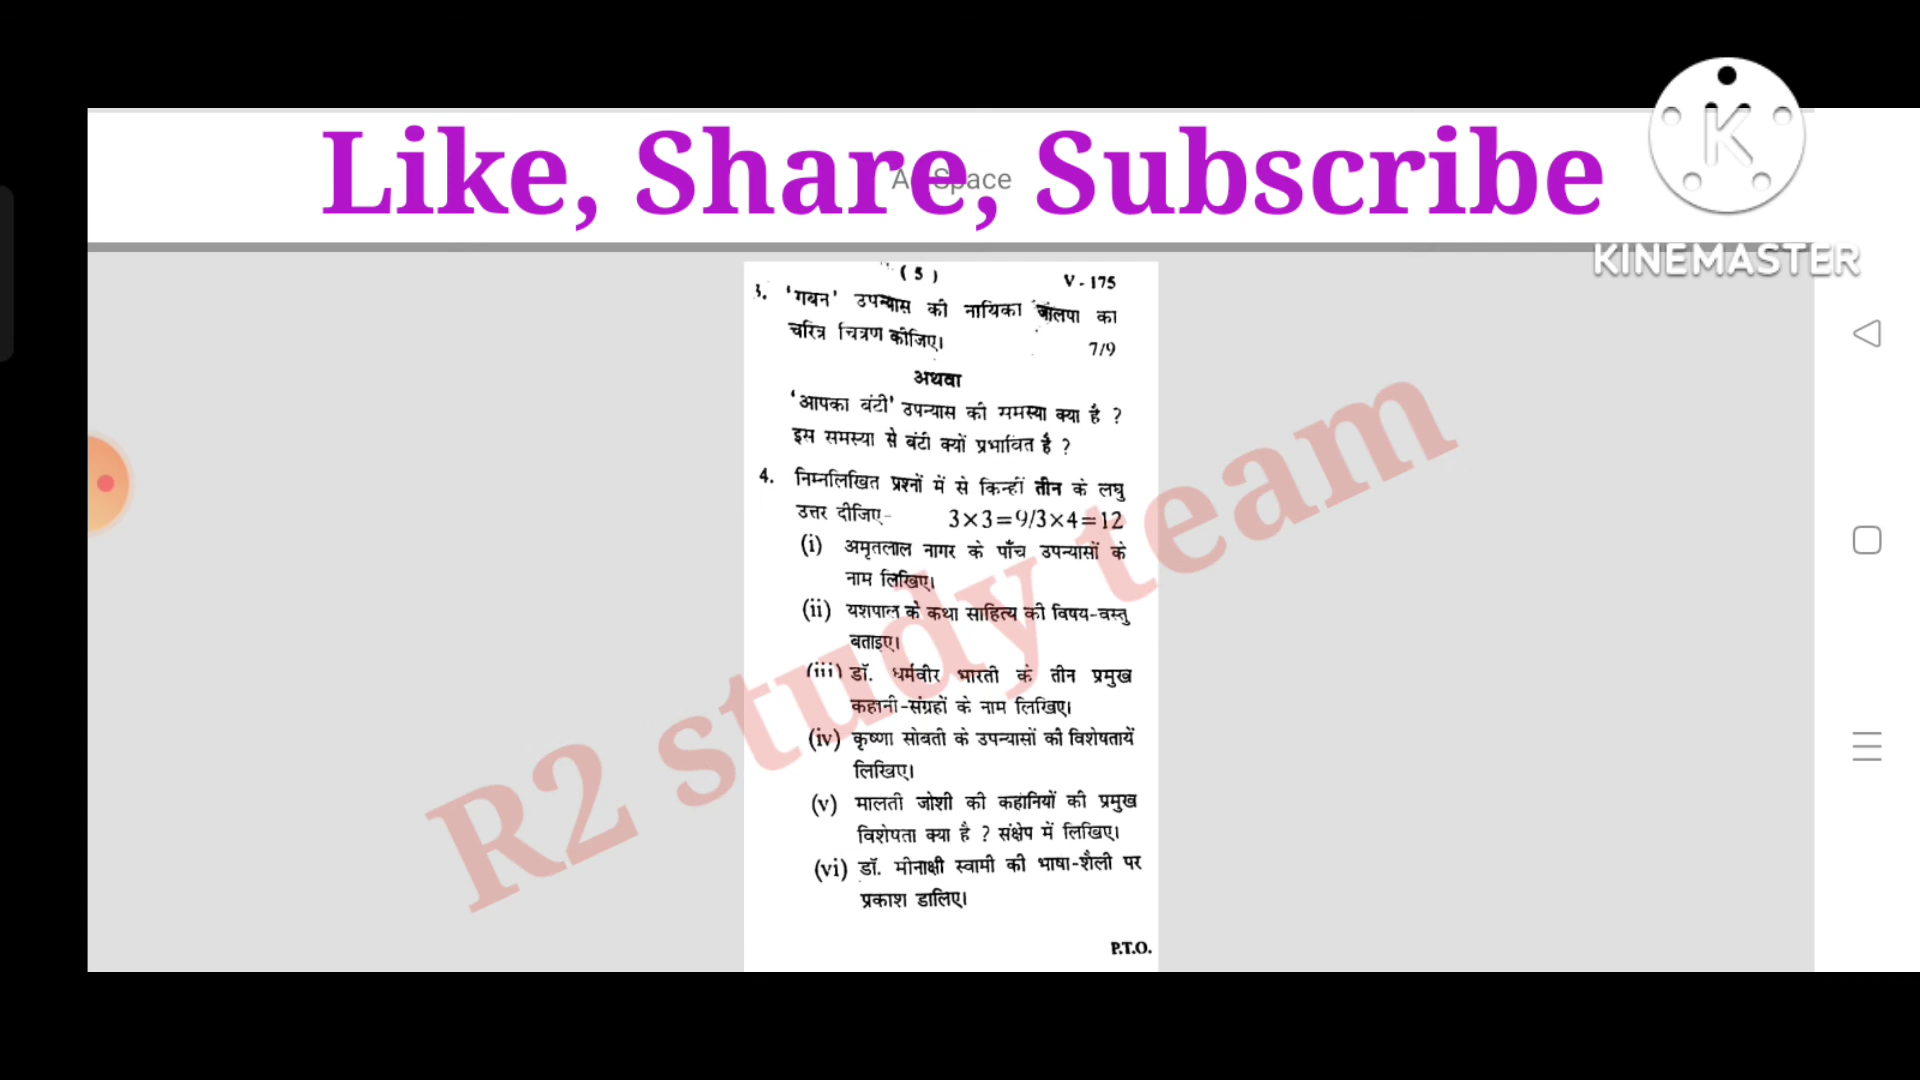 Like, Share, Subscribe
KINEMASTER
( 5 )
V - 175
3. 'गबन' उपन्यास की नायिका जालपा का
चरित्र चित्रण कीजिए।
7/9
अथवा
'आपका बंटी' उपन्यास की समस्या क्या है ?
इस समस्या से बंटी क्यों प्रभावित है ?
4. निम्नलिखित प्रश्नों में से किन्हीं तीन के लघु
उत्तर दीजिए- 3×3=9/3×4=12
(i) अमृतलाल नागर के पाँच उपन्यासों के
नाम लिखिए।
(ii) यशपाल के कथा साहित्य की विषय-वस्तु
बताइए।
(iii) डॉ. धर्मवीर भारती के तीन प्रमुख
कहानी-संग्रहों के नाम लिखिए।
(iv) कृष्णा सोबती के उपन्यासों की विशेषतायें
लिखिए।
(v) मालती जोशी की कहानियों की प्रमुख
विशेषता क्या है ? संक्षेप में लिखिए।
(vi) डॉ. मीनाक्षी स्वामी की भाषा-शैली पर
प्रकाश डालिए।
P.T.O.
R2 study team